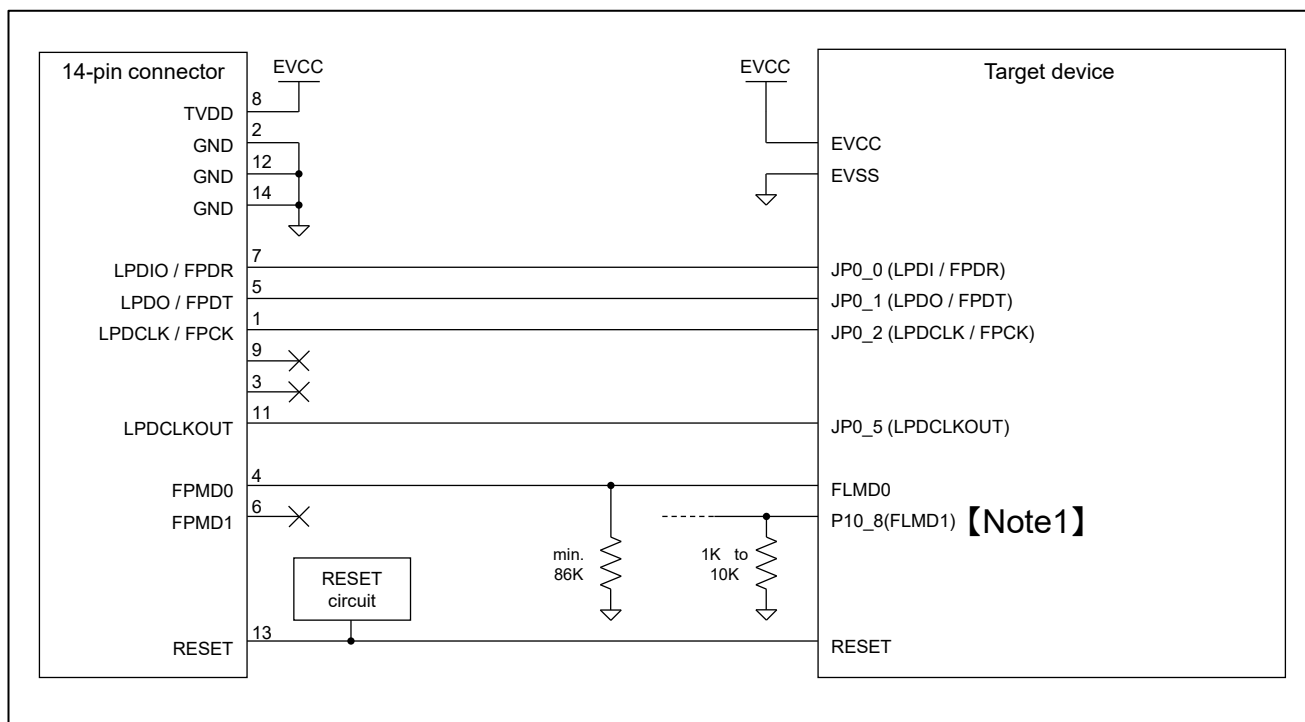 14-pin connector
EVCC
EVCC
Target device
8
TVDD
2
GND
EVCC
12
GND
EVSS
14
GND
7
LPDIO / FPDR
JP0_0 (LPDI / FPDR)
5
LPDO / FPDT
JP0_1 (LPDO / FPDT)
1
LPDCLK / FPCK
JP0_2 (LPDCLK / FPCK)
9
3
11
LPDCLKOUT
JP0_5 (LPDCLKOUT)
4
FPMD0
FLMD0
6
FPMD1
P10_8(FLMD1)【Note1】
min.
86K
1K to
10K
RESET
circuit
13
RESET
RESET